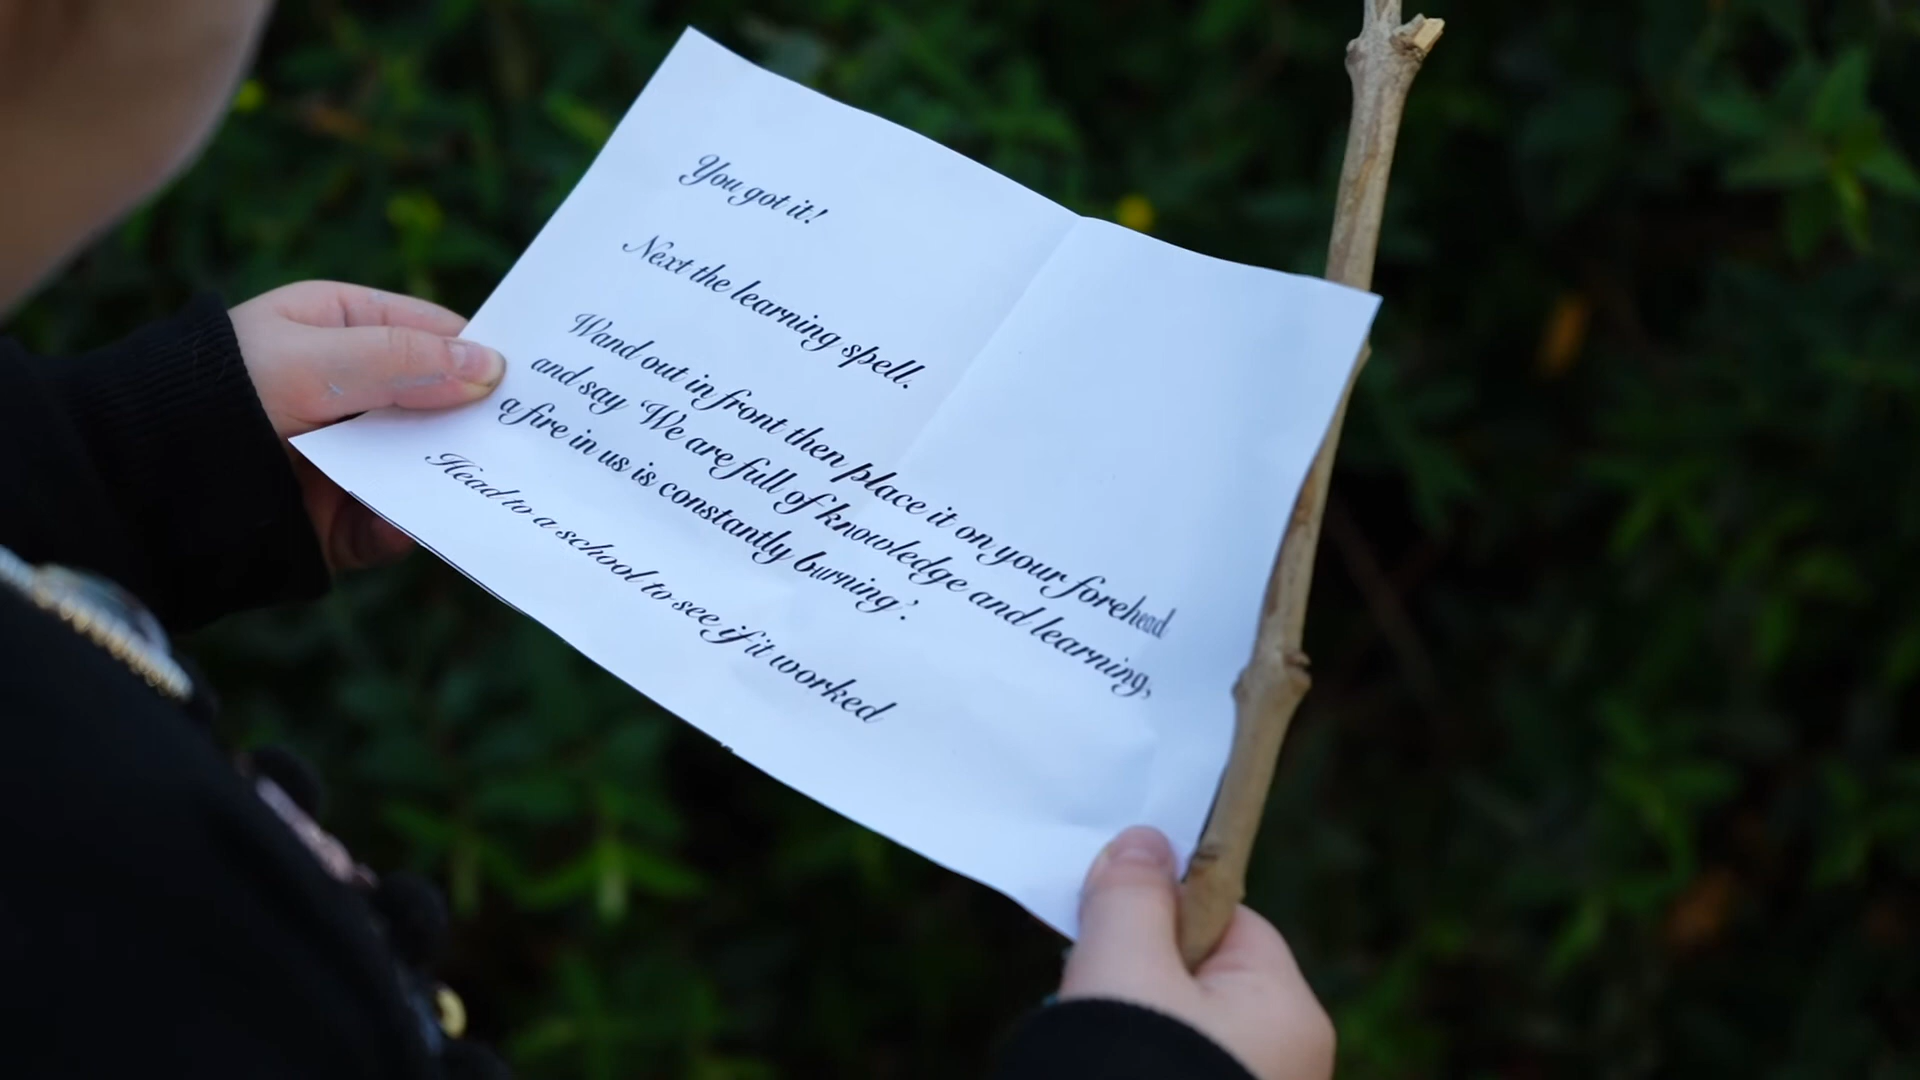 You got it!
Next the learning spell.
Wand out in front then place it on your forehead
and say 'We are full of knowledge and learning,
a fire in us is constantly burning'.
Head to a school to see if it worked